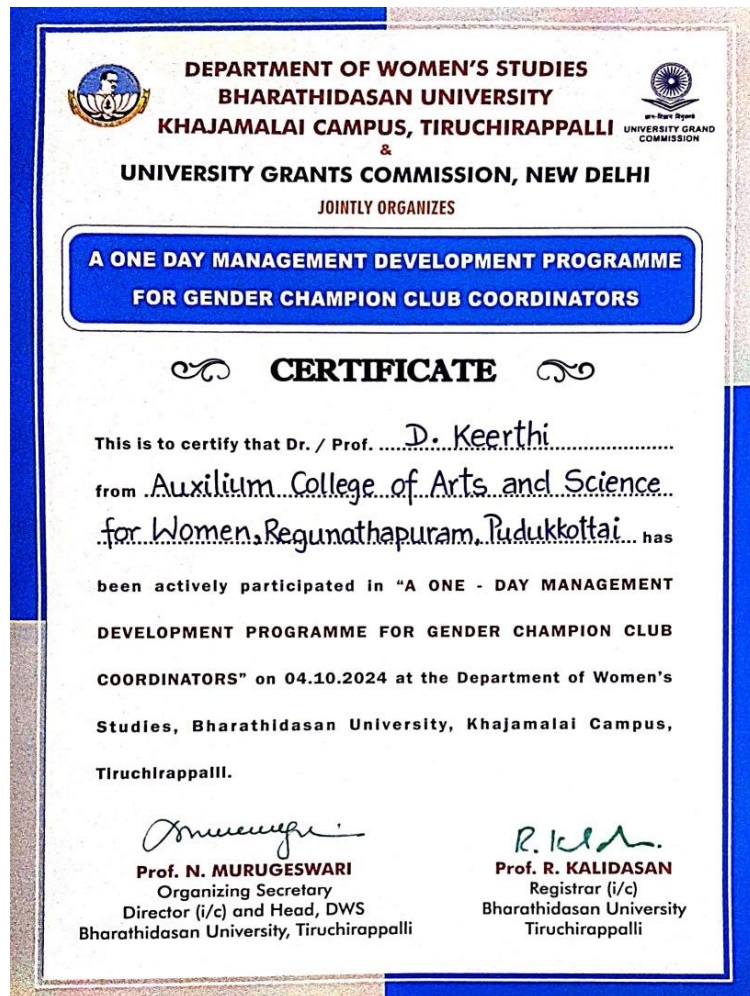 DEPARTMENT OF WOMEN'S STUDIES
BHARATHIDASAN UNIVERSITY
KHAJAMALAI CAMPUS, TIRUCHIRAPPALLI
UNIVERSITY GRAND
COMMISSION
&
UNIVERSITY GRANTS COMMISSION, NEW DELHI
JOINTLY ORGANIZES
A ONE DAY MANAGEMENT DEVELOPMENT PROGRAMME
FOR GENDER CHAMPION CLUB COORDINATORS
CERTIFICATE
This is to certify that Dr. / Prof. D. Keerthi
from Auxilium College of Arts and Science
for Women, Regunathapuram, Pudukkottai has
been actively participated in "A ONE - DAY MANAGEMENT
DEVELOPMENT PROGRAMME FOR GENDER CHAMPION CLUB
COORDINATORS" on 04.10.2024 at the Department of Women's
Studies, Bharathidasan University, Khajamalai Campus,
Tiruchirappalli.
Prof. N. MURUGESWARI
Organizing Secretary
Director (i/c) and Head, DWS
Bharathidasan University, Tiruchirappalli
Prof. R. KALIDASAN
Registrar (i/c)
Bharathidasan University
Tiruchirappalli